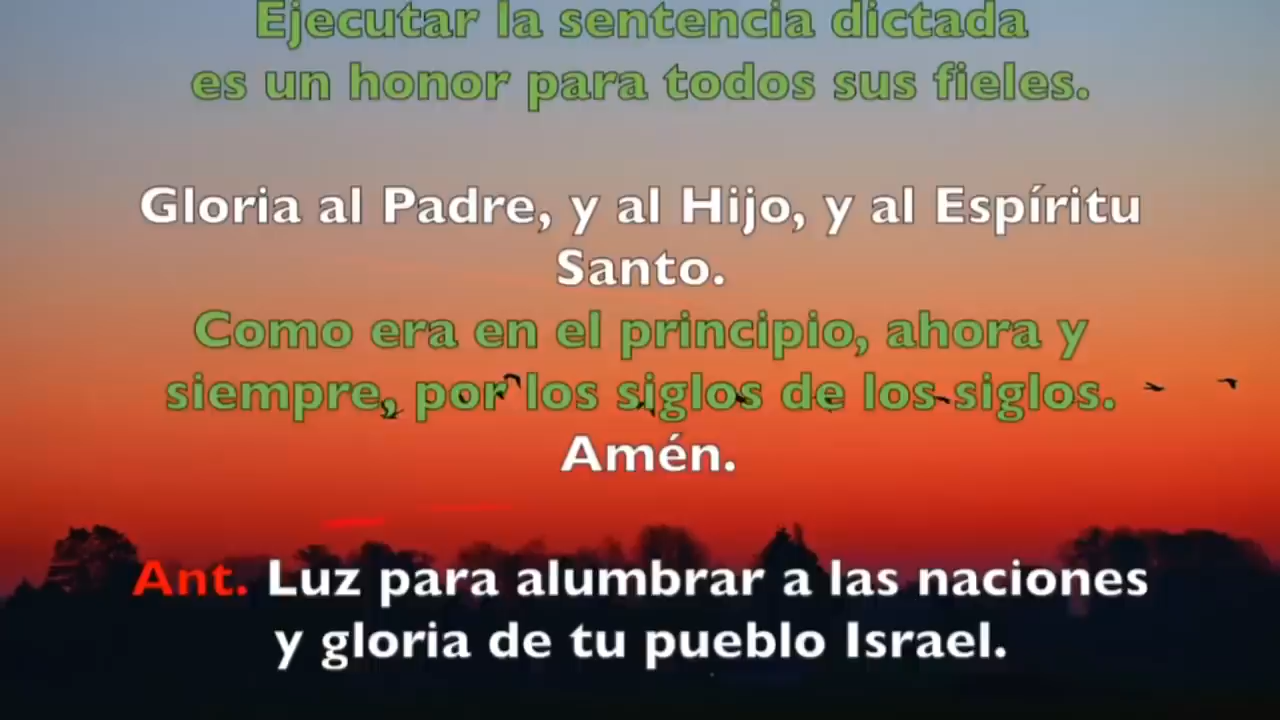 Ejecutar la sentencia dictada
es un honor para todos sus fieles.
Gloria al Padre, y al Hijo, y al Espíritu
Santo.
Como era en el principio, ahora y
siempre, por los siglos de los siglos.
Amén.
Ant. Luz para alumbrar a las naciones
y gloria de tu pueblo Israel.